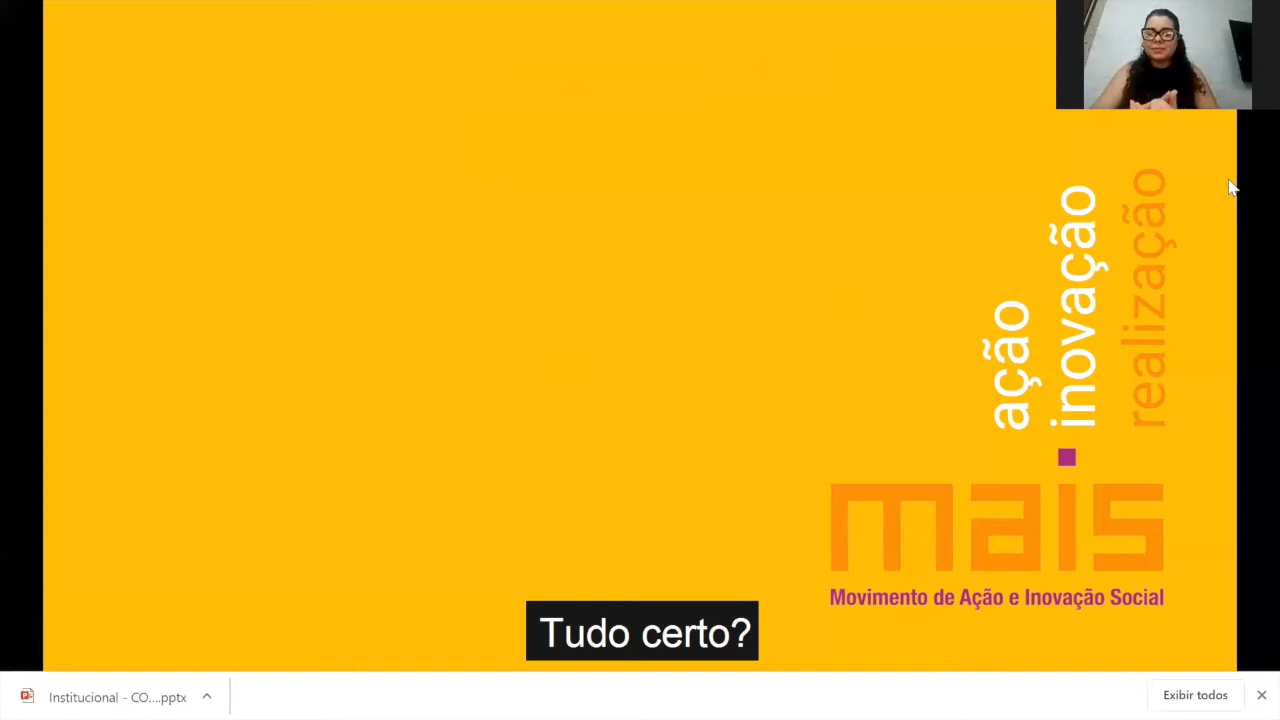 ação
inovação
realização
mais
Movimento de Ação e Inovação Social
Tudo certo?
Institucional - CO....pptx
Exibir todos